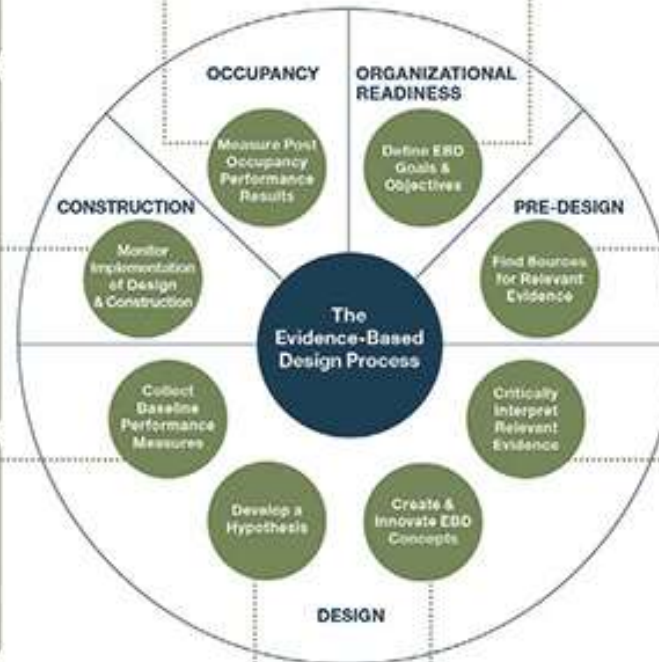 OCCUPANCY
ORGANIZATIONAL
READINESS
Measure Post
Occupancy
Performance
Results
Define EBD
Goals &
Objectives
CONSTRUCTION
PRE-DESIGN
Monitor
Implementation
of Design
& Construction
Find Sources
for Relevant
Evidence
The
Evidence-Based
Design Process
Collect
Baseline
Performance
Measures
Critically
Interpret
Relevant
Evidence
Develop a
Hypothesis
Create &
Innovate EBD
Concepts
DESIGN